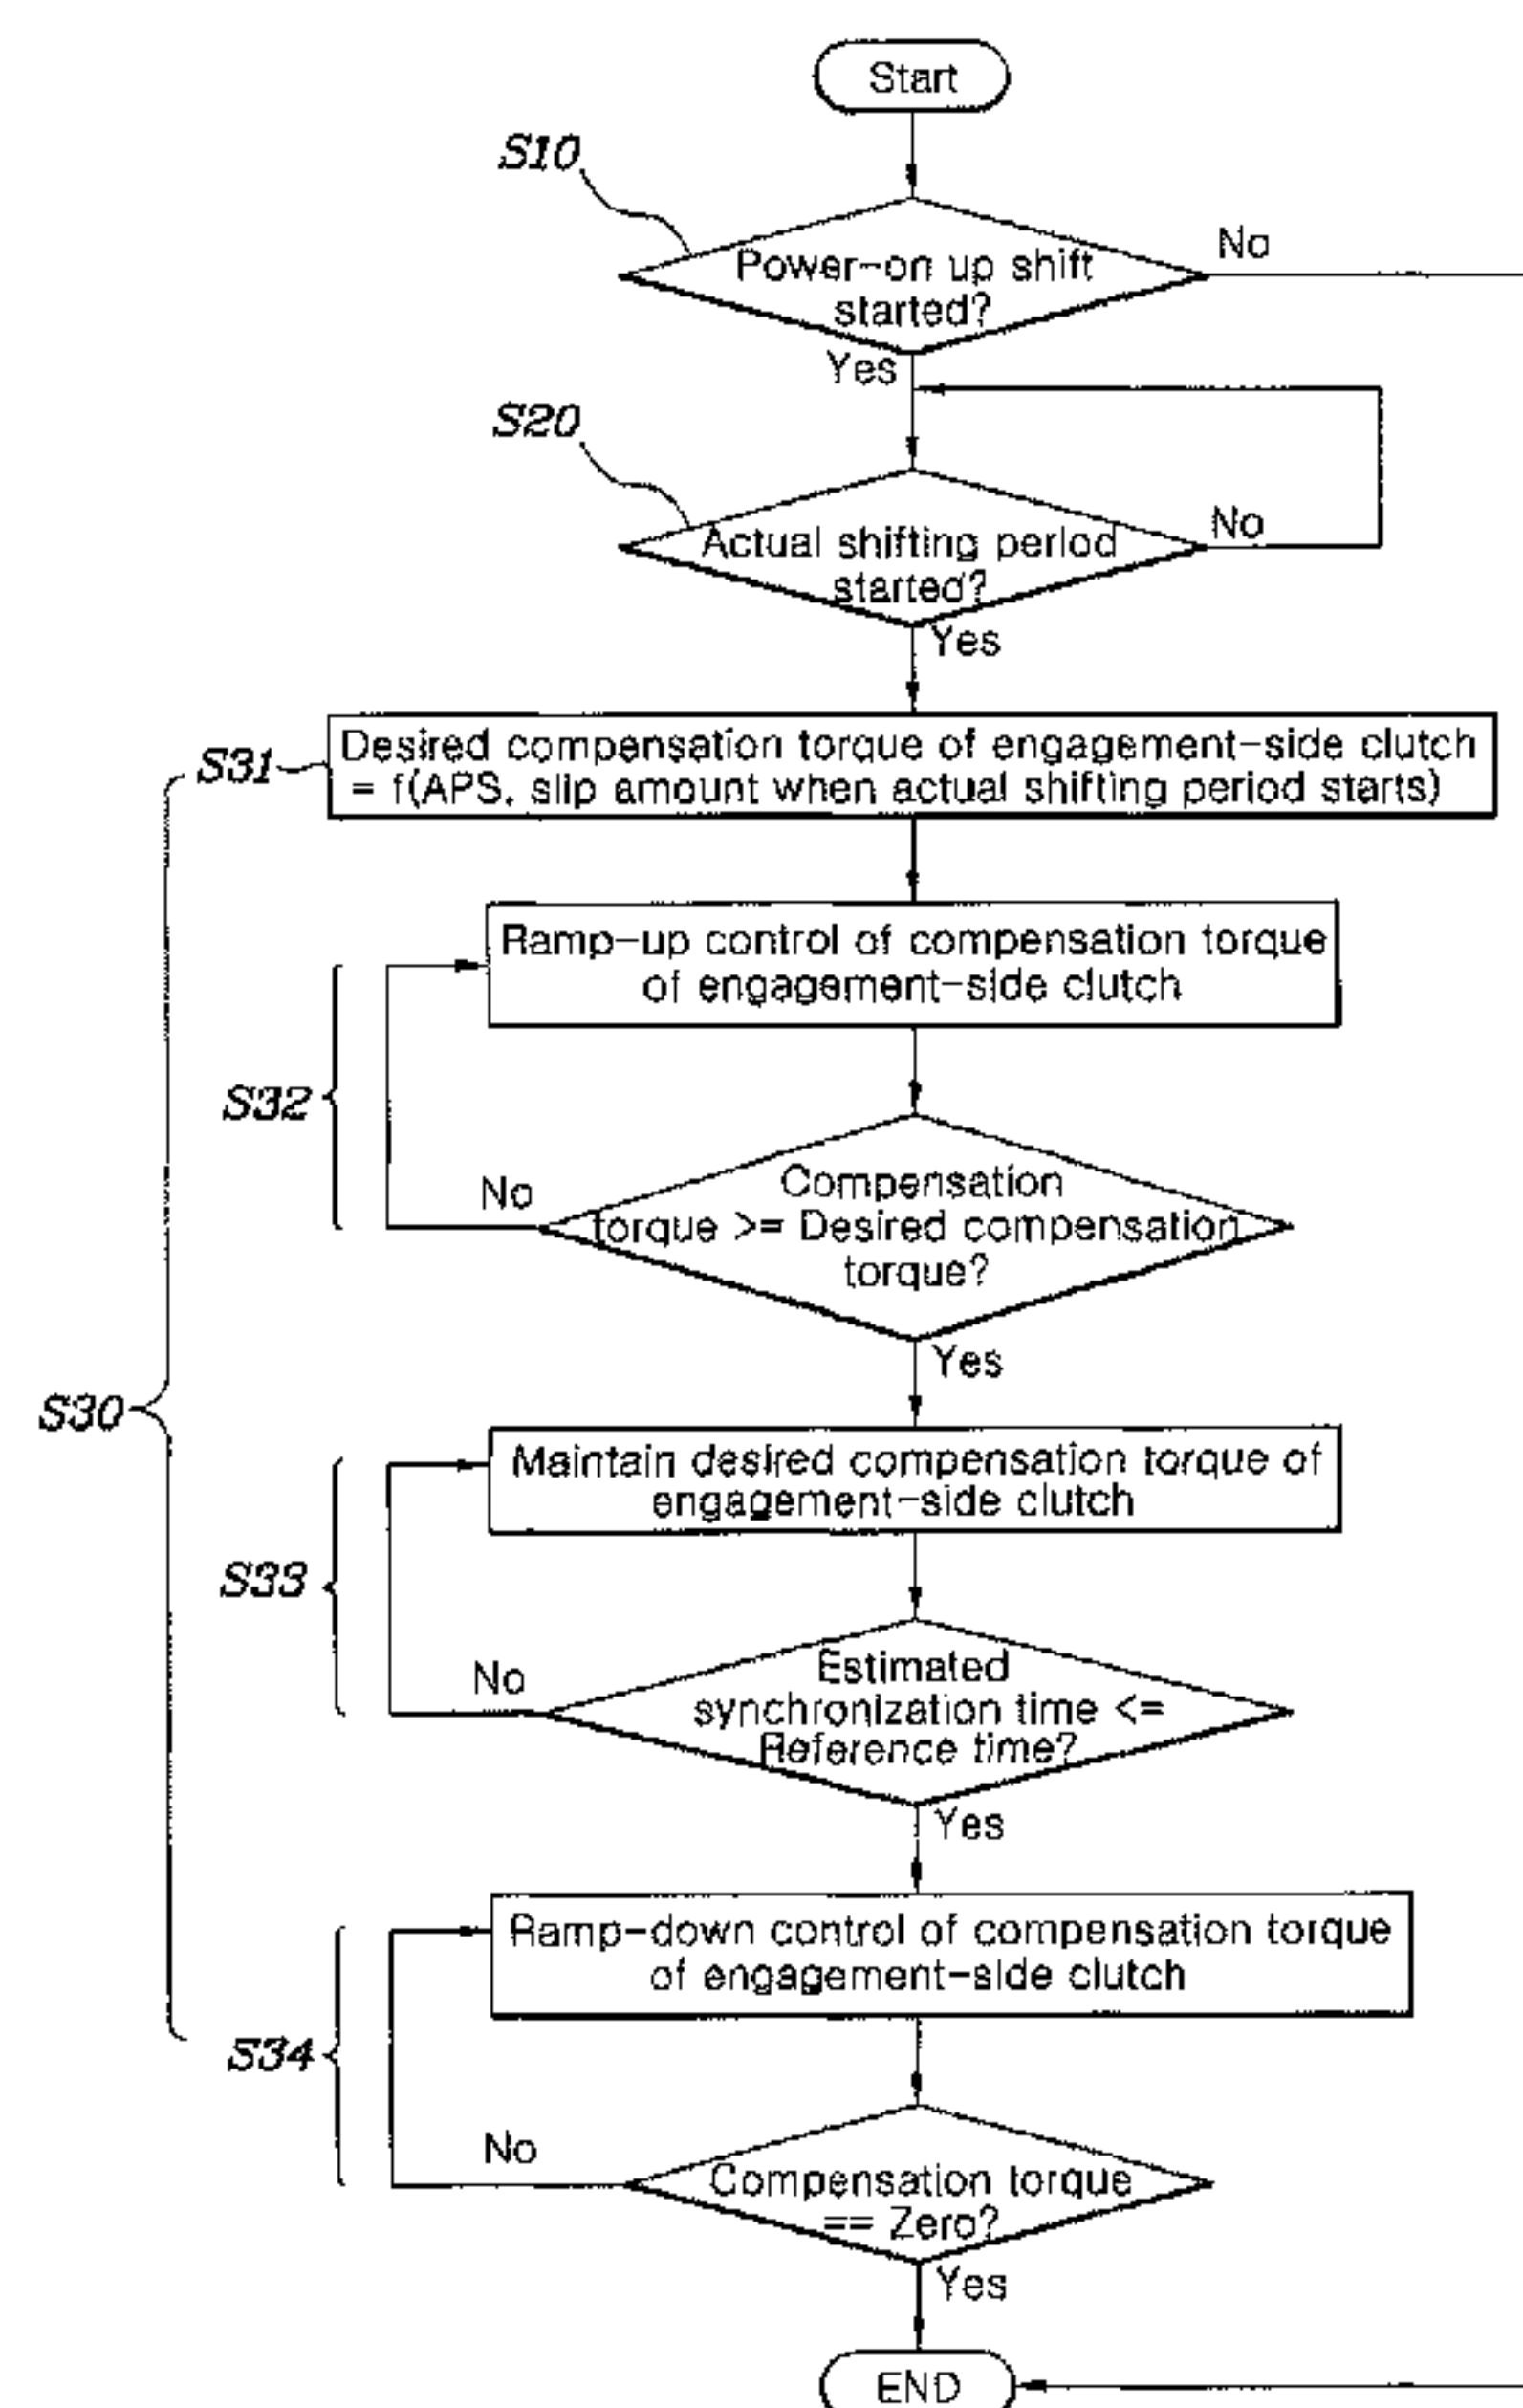 Start
S10
Power-on up shift
started?
No
Yes
S20
Actual shifting period
started?
No
Yes
S31
Desired compensation torque of engagement-side clutch
= f(APS, slip amount when actual shifting period starts)
Ramp-up control of compensation torque
of engagement-side clutch
S32
Compensation
torque >= Desired compensation
torque?
No
Yes
S30
Maintain desired compensation torque of
engagement-side clutch
S33
Estimated
synchronization time <=
Reference time?
No
Yes
Ramp-down control of compensation torque
of engagement-side clutch
S34
No
Compensation torque
== Zero?
Yes
END